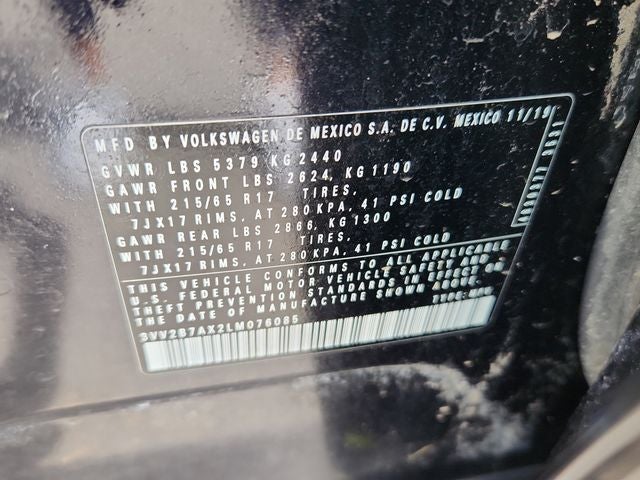 MFD BY VOLKSWAGEN DE MEXICO S.A. DE C.V. MEXICO 11/19
GVWR LBS 5379 KG 2440
GAWR FRONT LBS 2624, KG 1190
WITH 215/65 R17 TIRES,
7JX17 RIMS, AT 280 KPA, 41 PSI COLD
GAWR REAR LBS 2866, KG 1300
WITH 215/65 R17 TIRES,
7JX17 RIMS, AT 280 KPA, 41 PSI COLD
THIS VEHICLE CONFORMS TO ALL APPLICABLE
U.S. FEDERAL MOTOR VEHICLE SAFETY AND
THEFT PREVENTION STANDARDS IN EFFECT ON
THE DATE OF MANUFACTURE SHOWN ABOVE.
3VV2B7AX2LM076085